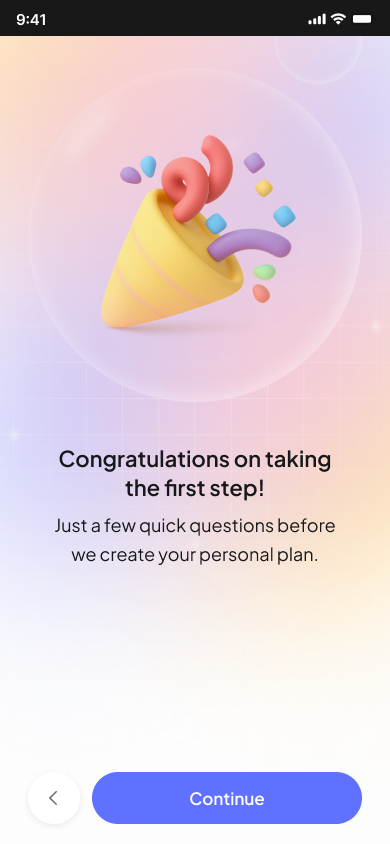 9:41
Congratulations on taking
the first step!
Just a few quick questions before
we create your personal plan.
Continue